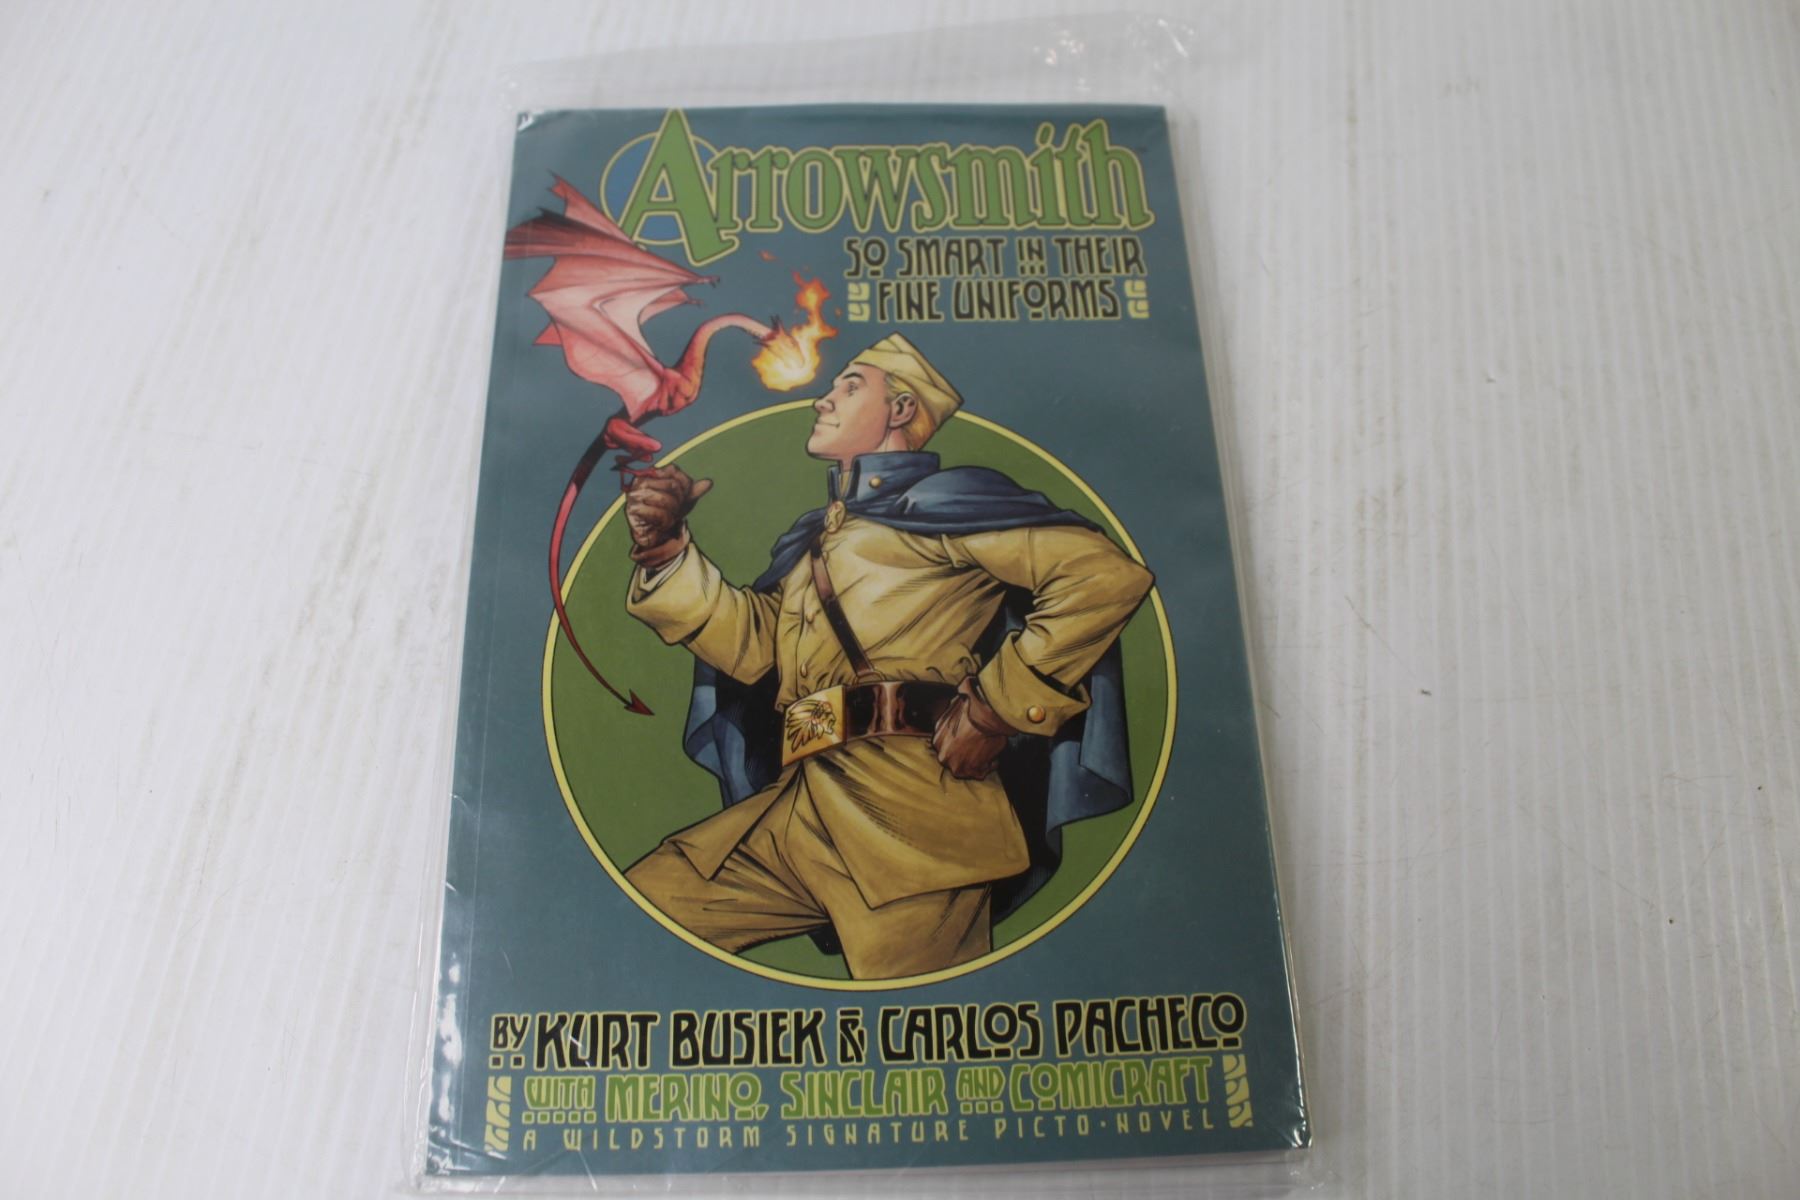 Arrowsmith
SO SMART IN THEIR
FINE UNIFORMS
BY KURT BUSIEK & CARLOS PACHECO
WITH MERINO, SINCLAIR AND COMICRAFT
A WILDSTORM SIGNATURE PICTO-NOVEL